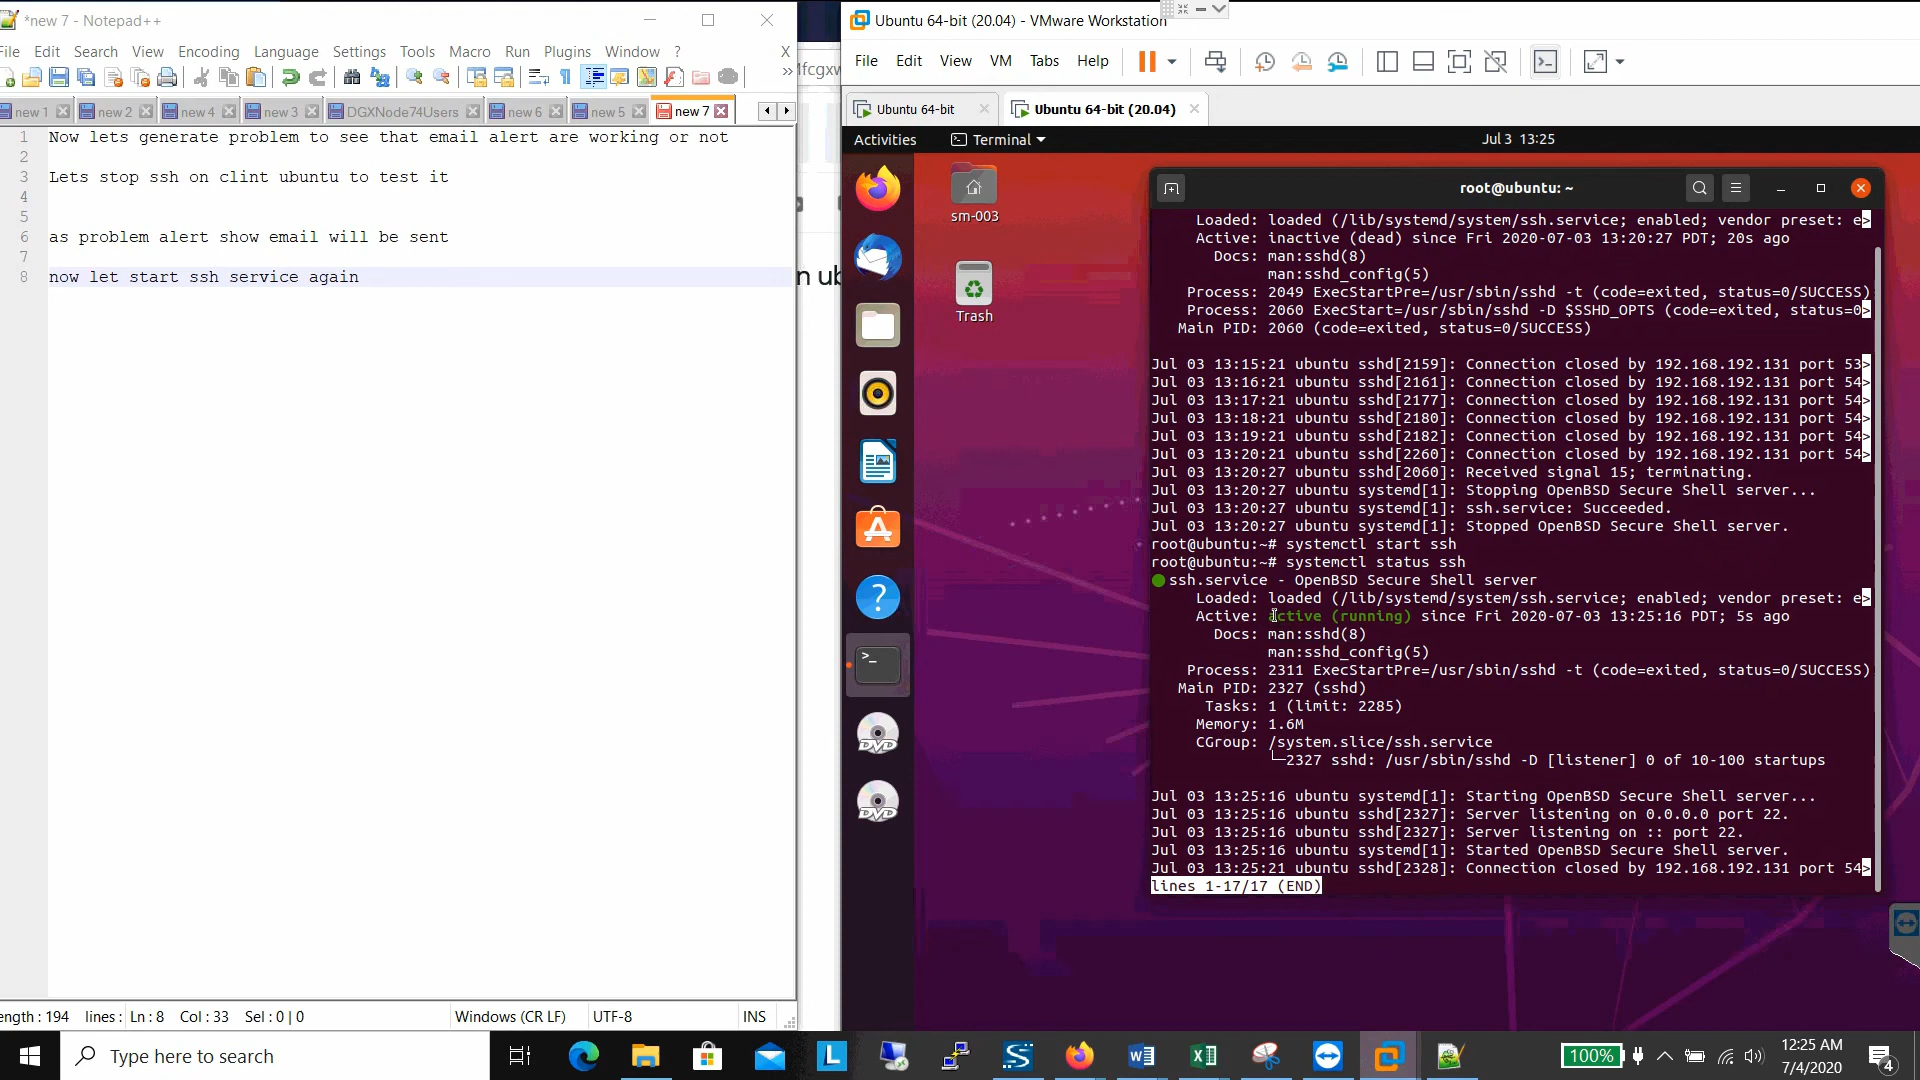 *new 7 - Notepad++
File Edit Search View Encoding Language Settings Tools Macro Run Plugins Window ? X
new 1 new 2 new 4 new 3 DGXNode74Users new 6 new 5 new 7
1 Now lets generate problem to see that email alert are working or not
2
3 Lets stop ssh on clint ubuntu to test it
4
5
6 as problem alert show email will be sent
7
8 now let start ssh service again
ength : 194 lines : Ln : 8 Col : 33 Sel : 0 | 0 Windows (CR LF) UTF-8 INS
n ub
Ubuntu 64-bit (20.04) - VMware Workstation
File Edit View VM Tabs Help
Ubuntu 64-bit Ubuntu 64-bit (20.04)
Activities Terminal Jul 3 13:25
sm-003
Trash
root@ubuntu: ~
Loaded: loaded (/lib/systemd/system/ssh.service; enabled; vendor preset: e>
Active: inactive (dead) since Fri 2020-07-03 13:20:27 PDT; 20s ago
Docs: man:sshd(8)
man:sshd_config(5)
Process: 2049 ExecStartPre=/usr/sbin/sshd -t (code=exited, status=0/SUCCESS)
Process: 2060 ExecStart=/usr/sbin/sshd -D $SSHD_OPTS (code=exited, status=0>
Main PID: 2060 (code=exited, status=0/SUCCESS)
Jul 03 13:15:21 ubuntu sshd[2159]: Connection closed by 192.168.192.131 port 53>
Jul 03 13:16:21 ubuntu sshd[2161]: Connection closed by 192.168.192.131 port 54>
Jul 03 13:17:21 ubuntu sshd[2177]: Connection closed by 192.168.192.131 port 54>
Jul 03 13:18:21 ubuntu sshd[2180]: Connection closed by 192.168.192.131 port 54>
Jul 03 13:19:21 ubuntu sshd[2182]: Connection closed by 192.168.192.131 port 54>
Jul 03 13:20:21 ubuntu sshd[2260]: Connection closed by 192.168.192.131 port 54>
Jul 03 13:20:27 ubuntu sshd[2060]: Received signal 15; terminating.
Jul 03 13:20:27 ubuntu systemd[1]: Stopping OpenBSD Secure Shell server...
Jul 03 13:20:27 ubuntu systemd[1]: ssh.service: Succeeded.
Jul 03 13:20:27 ubuntu systemd[1]: Stopped OpenBSD Secure Shell server.
root@ubuntu:~# systemctl start ssh
root@ubuntu:~# systemctl status ssh
● ssh.service - OpenBSD Secure Shell server
Loaded: loaded (/lib/systemd/system/ssh.service; enabled; vendor preset: e>
Active: active (running) since Fri 2020-07-03 13:25:16 PDT; 5s ago
Docs: man:sshd(8)
man:sshd_config(5)
Process: 2311 ExecStartPre=/usr/sbin/sshd -t (code=exited, status=0/SUCCESS)
Main PID: 2327 (sshd)
Tasks: 1 (limit: 2285)
Memory: 1.6M
CGroup: /system.slice/ssh.service
└─2327 sshd: /usr/sbin/sshd -D [listener] 0 of 10-100 startups
Jul 03 13:25:16 ubuntu systemd[1]: Starting OpenBSD Secure Shell server...
Jul 03 13:25:16 ubuntu sshd[2327]: Server listening on 0.0.0.0 port 22.
Jul 03 13:25:16 ubuntu sshd[2327]: Server listening on :: port 22.
Jul 03 13:25:16 ubuntu systemd[1]: Started OpenBSD Secure Shell server.
Jul 03 13:25:21 ubuntu sshd[2328]: Connection closed by 192.168.192.131 port 54>
lines 1-17/17 (END)
DVD
DVD
Type here to search
100%
12:25 AM
7/4/2020
4